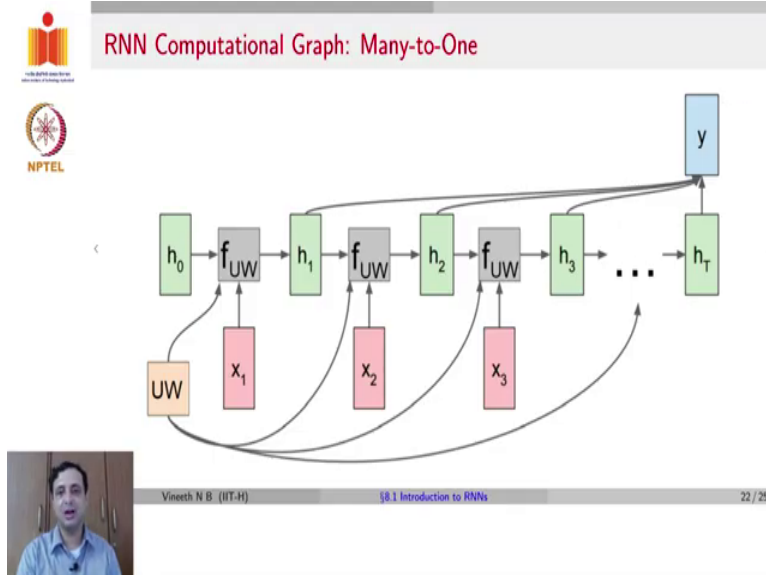 RNN Computational Graph: Many-to-One
NPTEL
y
h0 fUW h1 fUW h2 fUW h3 ... hT
x1 x2 x3
UW
Vineeth N B (IIT-H) §8.1 Introduction to RNNs 22 / 25